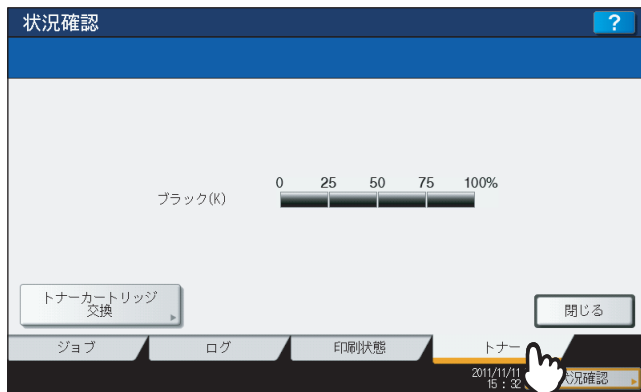 状況確認
?
0 25 50 75 100%
ブラック(K)
トナーカートリッジ
交換
閉じる
ジョブ ログ 印刷状態 トナー
2011/11/11
15 : 32
状況確認